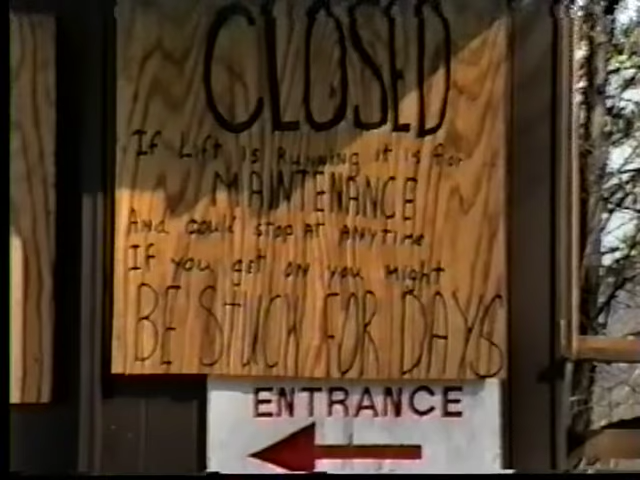 CLOSED
If Lift is Running it is for
MAINTENANCE
And could stop At Anytime
If you get on you might
BE STUCK FOR DAYS
ENTRANCE